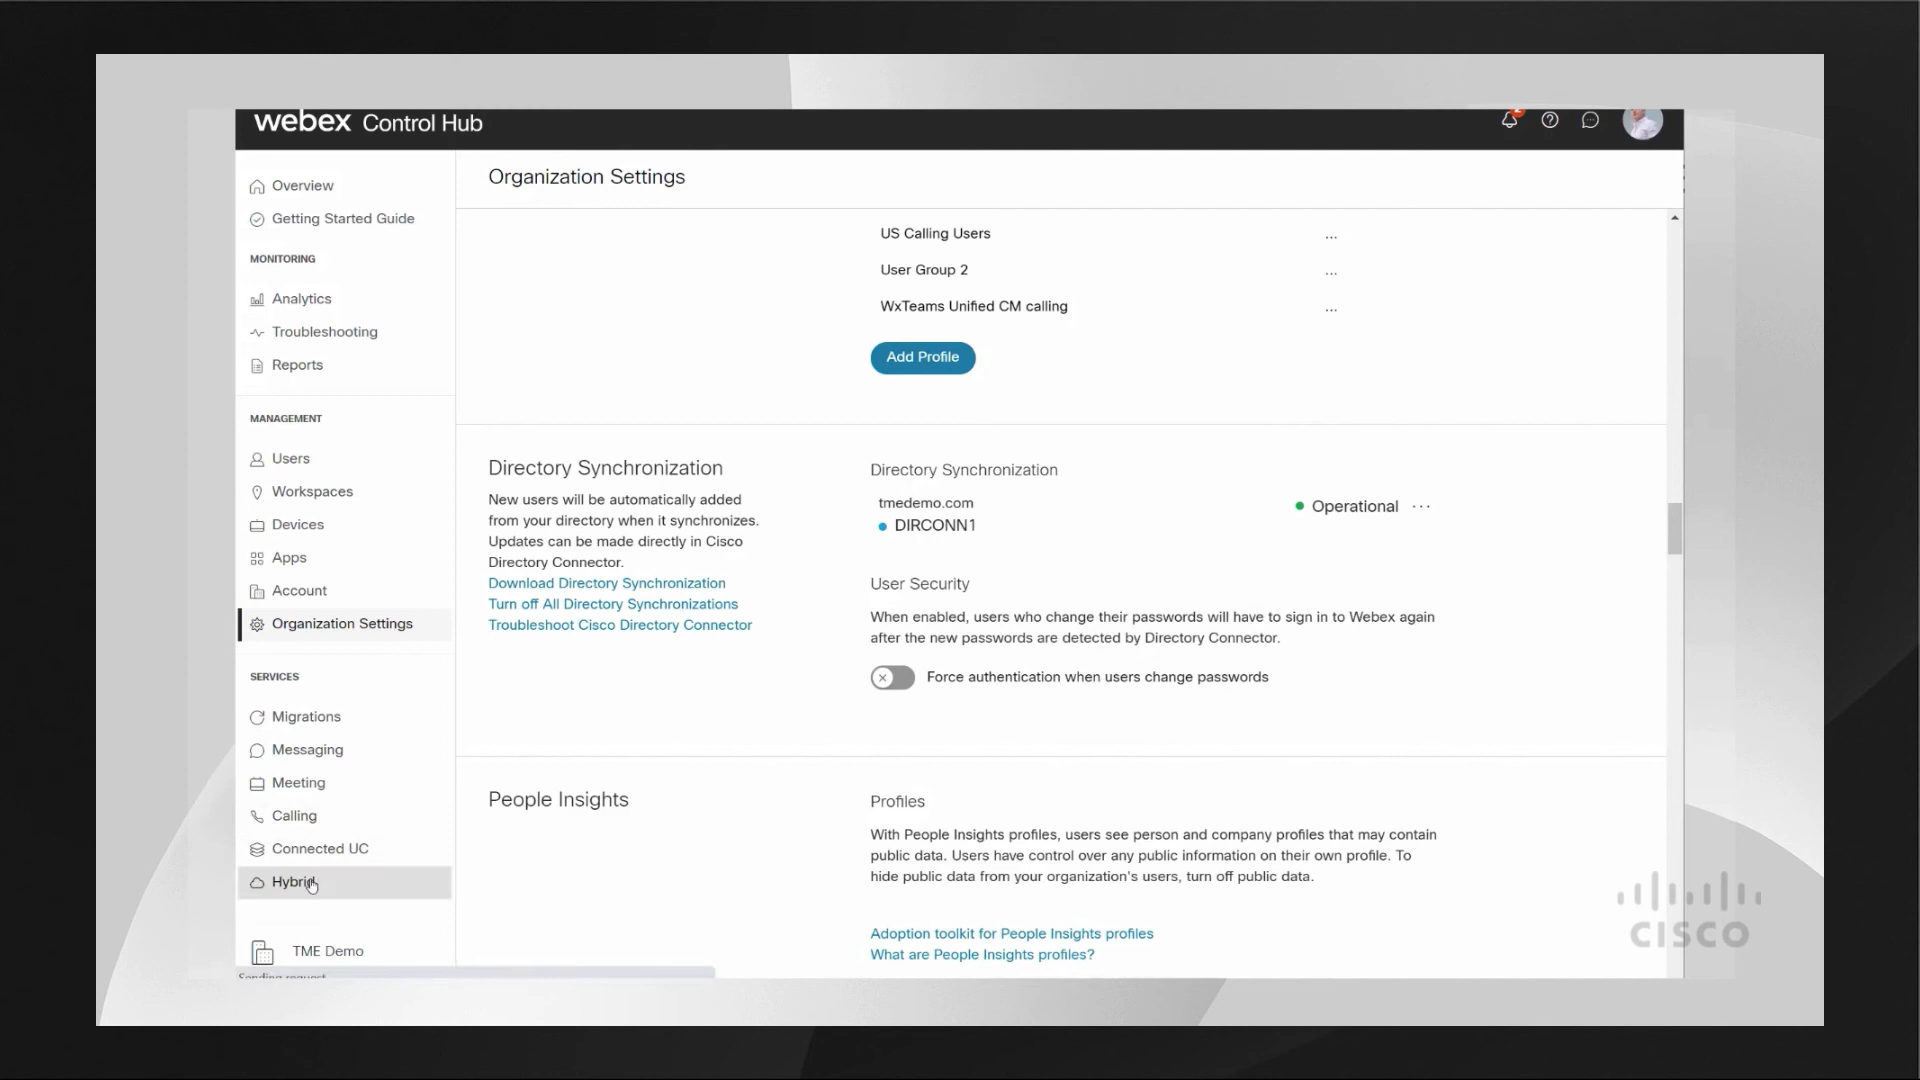 webex Control Hub
Overview
Getting Started Guide
MONITORING
Analytics
Troubleshooting
Reports
MANAGEMENT
Users
Workspaces
Devices
Apps
Account
Organization Settings
SERVICES
Migrations
Messaging
Meeting
Calling
Connected UC
Hybrid
TME Demo
Sending request
Organization Settings
US Calling Users ...
User Group 2 ...
WxTeams Unified CM calling ...
Add Profile
Directory Synchronization
New users will be automatically added
from your directory when it synchronizes.
Updates can be made directly in Cisco
Directory Connector.
Download Directory Synchronization
Turn off All Directory Synchronizations
Troubleshoot Cisco Directory Connector
Directory Synchronization
tmedemo.com
DIRCONN1
Operational ...
User Security
When enabled, users who change their passwords will have to sign in to Webex again
after the new passwords are detected by Directory Connector.
Force authentication when users change passwords
People Insights
Profiles
With People Insights profiles, users see person and company profiles that may contain
public data. Users have control over any public information on their own profile. To
hide public data from your organization's users, turn off public data.
Adoption toolkit for People Insights profiles
What are People Insights profiles?
CISCO